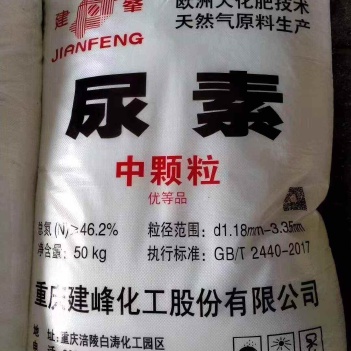 建峰
JIANFENG
欧洲大化肥技术
天然气原料生产
尿素
中颗粒
优等品
总氮(N)≥46.2%
粒径范围：d1.18mm-3.35mm
净含量：50kg
执行标准：GB/T 2440-2017
重庆建峰化工股份有限公司
地 址：重庆涪陵白涛化工园区